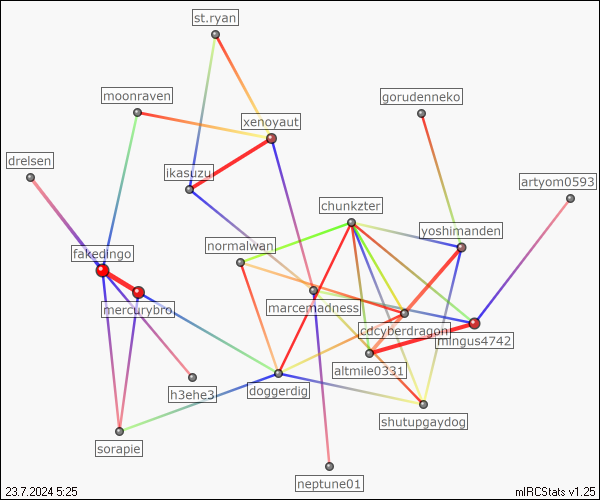 st.ryan
moonraven
gorudenneko
xenoyaut
drelsen
ikasuzu
artyom0593
chunkzter
yoshimanden
normalwan
fakedingo
mercurybro
marcemadness
cdcyberdragon
mingus4742
altmile0331
h3ehe3
doggerdig
shutupgaydog
sorapie
neptune01
23.7.2024 5:25
mIRCStats v1.25